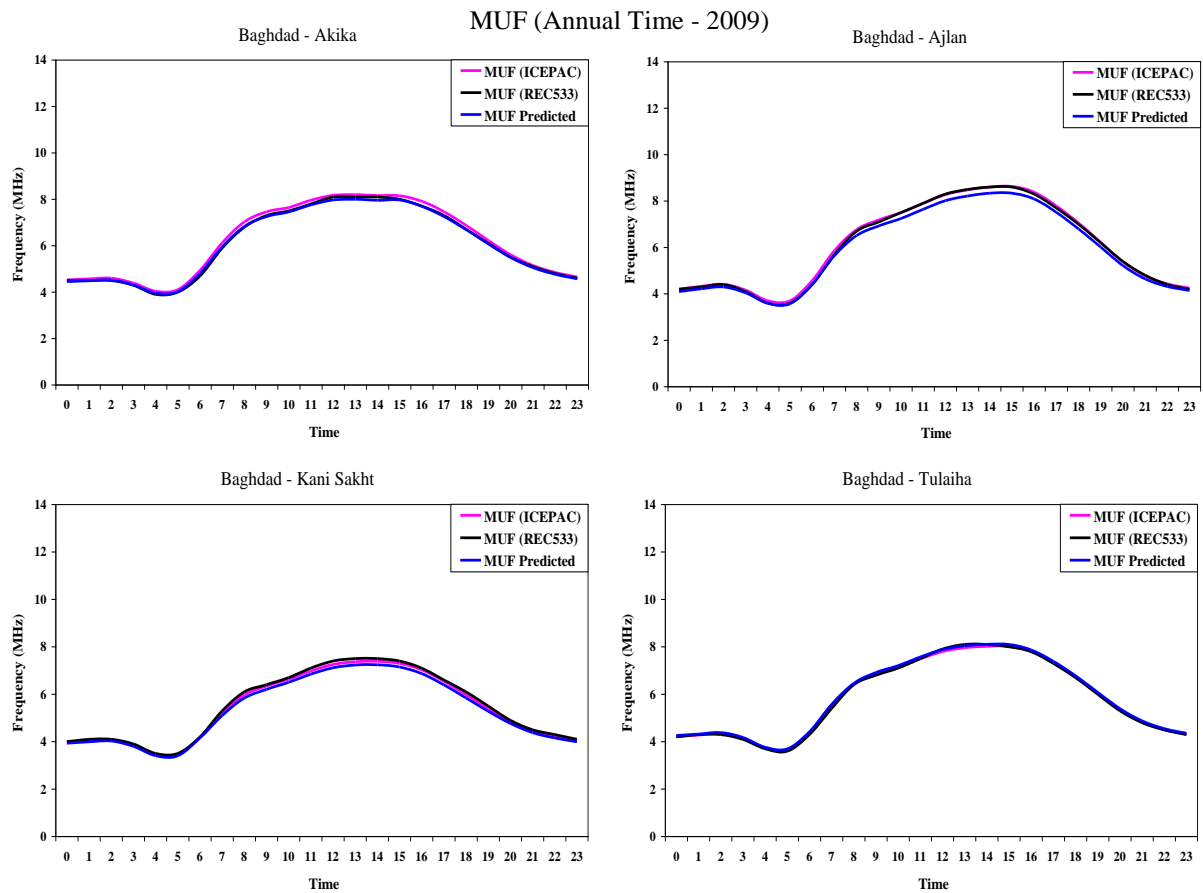 MUF (Annual Time - 2009)
Baghdad - Akika
14
12
10
8
6
4
2
0
Frequency (MHz)
MUF (ICEPAC)
MUF (REC533)
MUF Predicted
0 1 2 3 4 5 6 7 8 9 10 11 12 13 14 15 16 17 18 19 20 21 22 23
Time
Baghdad - Ajlan
14
12
10
8
6
4
2
0
Frequency (MHz)
MUF (ICEPAC)
MUF (REC533)
MUF Predicted
0 1 2 3 4 5 6 7 8 9 10 11 12 13 14 15 16 17 18 19 20 21 22 23
Time
Baghdad - Kani Sakht
14
12
10
8
6
4
2
0
Frequency (MHz)
MUF (ICEPAC)
MUF (REC533)
MUF Predicted
0 1 2 3 4 5 6 7 8 9 10 11 12 13 14 15 16 17 18 19 20 21 22 23
Time
Baghdad - Tulaiha
14
12
10
8
6
4
2
0
Frequency (MHz)
MUF (ICEPAC)
MUF (REC533)
MUF Predicted
0 1 2 3 4 5 6 7 8 9 10 11 12 13 14 15 16 17 18 19 20 21 22 23
Time